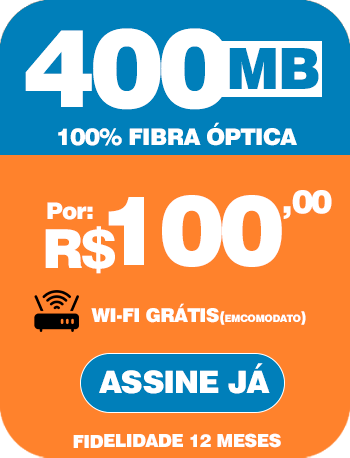 400MB
100% FIBRA ÓPTICA
Por:
R$100,00
WI-FI GRÁTIS(EMCOMODATO)
ASSINE JÁ
FIDELIDADE 12 MESES